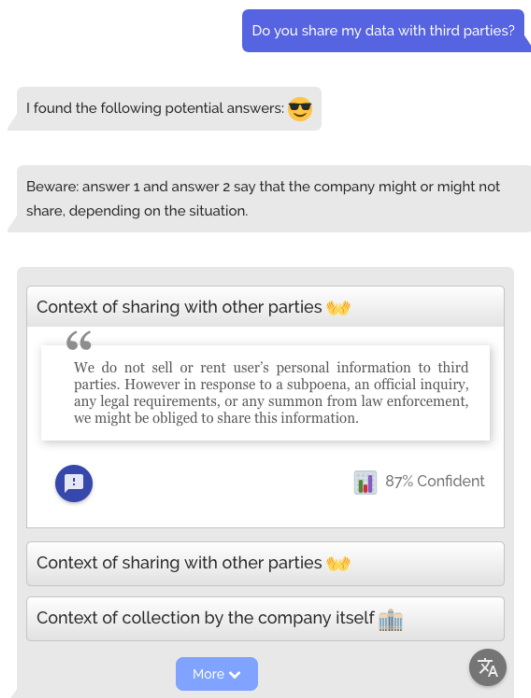 Do you share my data with third parties?
I found the following potential answers: 😎
Beware: answer 1 and answer 2 say that the company might or might not
share, depending on the situation.
Context of sharing with other parties 👐
“
We do not sell or rent user's personal information to third
parties. However in response to a subpoena, an official inquiry,
any legal requirements, or any summon from law enforcement,
we might be obliged to share this information.
87% Confident
Context of sharing with other parties 👐
Context of collection by the company itself 🏬
More